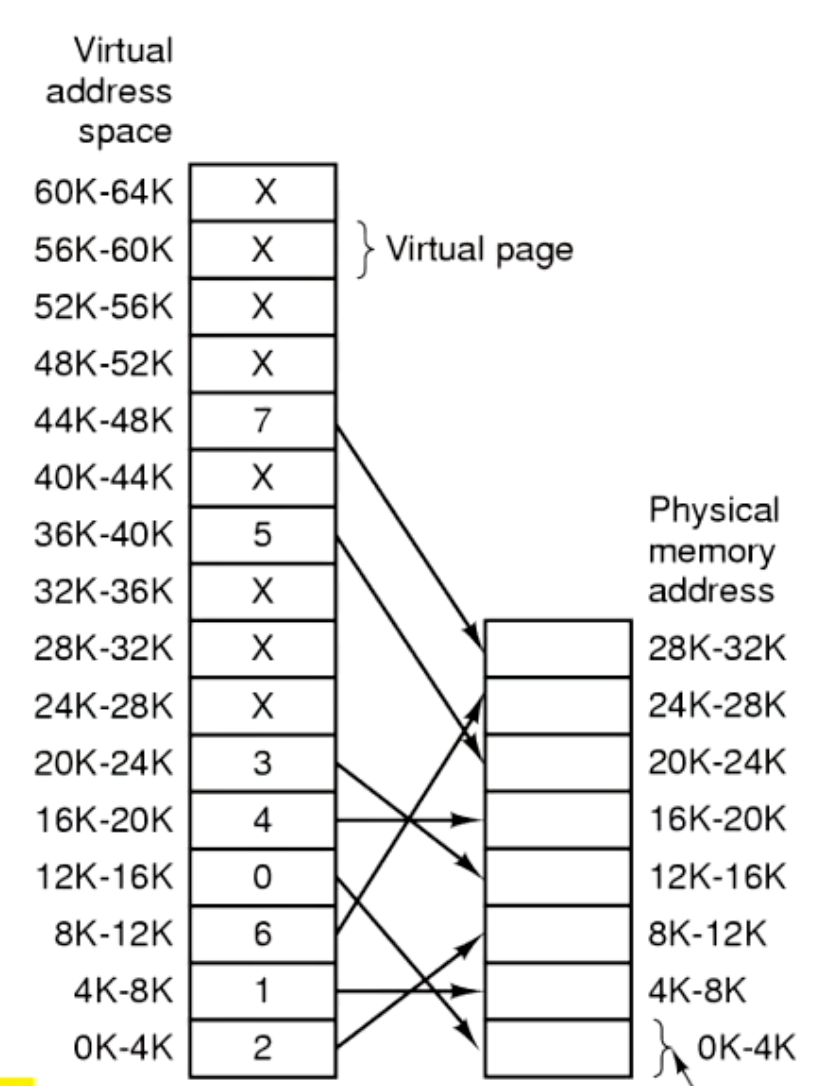 Virtual
address
space
60K-64K X
56K-60K X Virtual page
52K-56K X
48K-52K X
44K-48K 7
40K-44K X
36K-40K 5
32K-36K X
28K-32K X
24K-28K X
20K-24K 3
16K-20K 4
12K-16K 0
8K-12K 6
4K-8K 1
0K-4K 2
Physical
memory
address
28K-32K
24K-28K
20K-24K
16K-20K
12K-16K
8K-12K
4K-8K
0K-4K